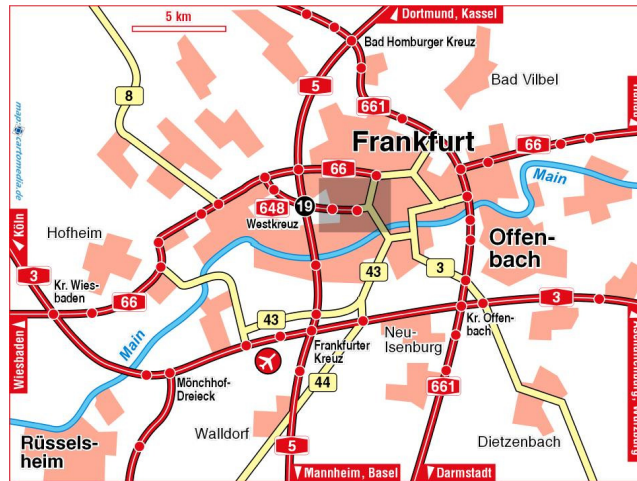 5 km
Dortmund, Kassel
Bad Homburger Kreuz
5
Bad Vilbel
8
661
Frankfurt
66
66
map:
cartomedia.de
Main
648
19
Westkreuz
Köln
Hofheim
Offen-
bach
43
3
3
Kr. Wies-
baden
66
3
43
Kr. Offen-
bach
Wiesbaden
Main
Neu-
Isenburg
Frankfurter
Kreuz
Mönchhof-
Dreieck
44
661
Rüssels-
heim
Walldorf
5
Dietzenbach
Mannheim, Basel
Darmstadt